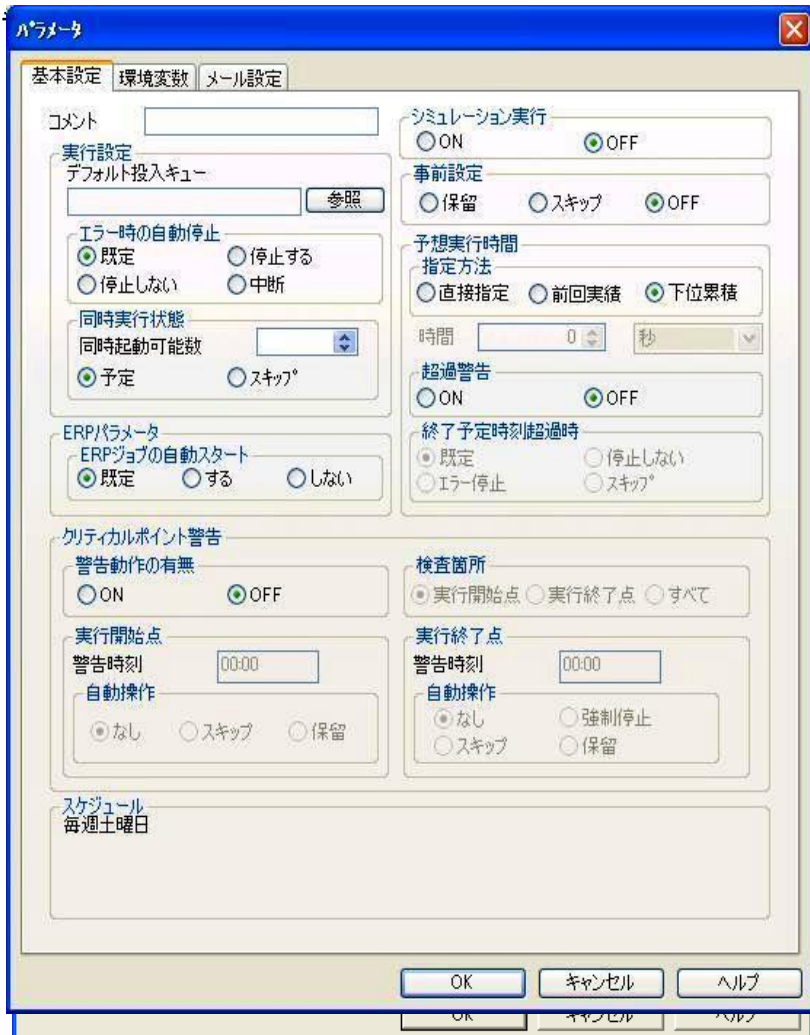 パラメータ
基本設定 環境変数 メール設定
コメント
実行設定
デフォルト投入キュー
参照
エラー時の自動停止
既定 停止する
停止しない 中断
同時実行状態
同時起動可能数
予定 スキップ
ERPパラメータ
ERPジョブの自動スタート
既定 する しない
シミュレーション実行
ON OFF
事前設定
保留 スキップ OFF
予想実行時間
指定方法
直接指定 前回実績 下位累積
時間 0 秒
超過警告
ON OFF
終了予定時刻超過時
既定 停止しない
エラー停止 スキップ
クリティカルポイント警告
警告動作の有無
ON OFF
検査箇所
実行開始点 実行終了点 すべて
実行開始点
警告時刻 00:00
自動操作
なし スキップ 保留
実行終了点
警告時刻 00:00
自動操作
なし 強制停止
スキップ 保留
スケジュール
毎週土曜日
OK キャンセル ヘルプ
OK キャンセル ヘルプ